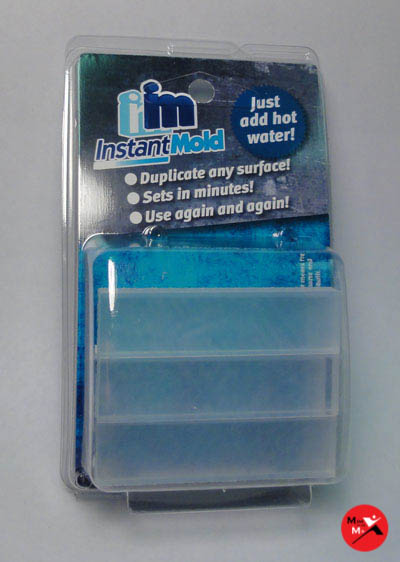 im
InstantMold
Just
add hot
water!
Duplicate any surface!
Sets in minutes!
Use again and again!